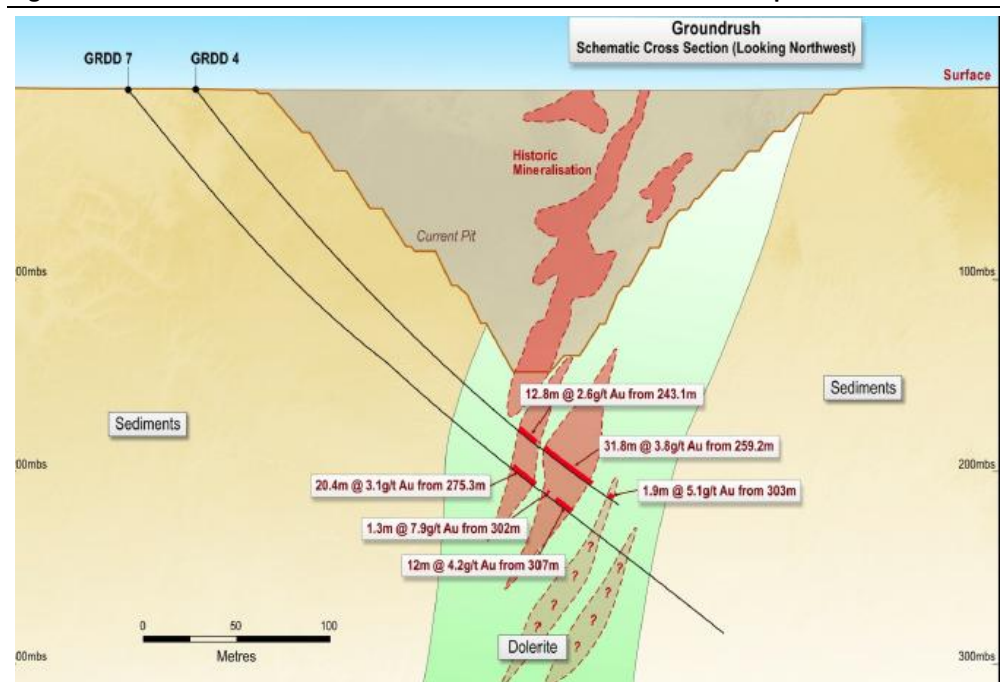 Groundrush
Schematic Cross Section (Looking Northwest)
GRDD 7
GRDD 4
Surface
Historic
Mineralisation
Current Pit
00mbs
100mbs
12.8m @ 2.6g/t Au from 243.1m
Sediments
Sediments
31.8m @ 3.8g/t Au from 259.2m
00mbs
200mbs
20.4m @ 3.1g/t Au from 275.3m
1.9m @ 5.1g/t Au from 303m
1.3m @ 7.9g/t Au from 302m
12m @ 4.2g/t Au from 307m
?
?
?
?
?
?
?
?
0 50 100
Metres
Dolerite
00mbs
300mbs